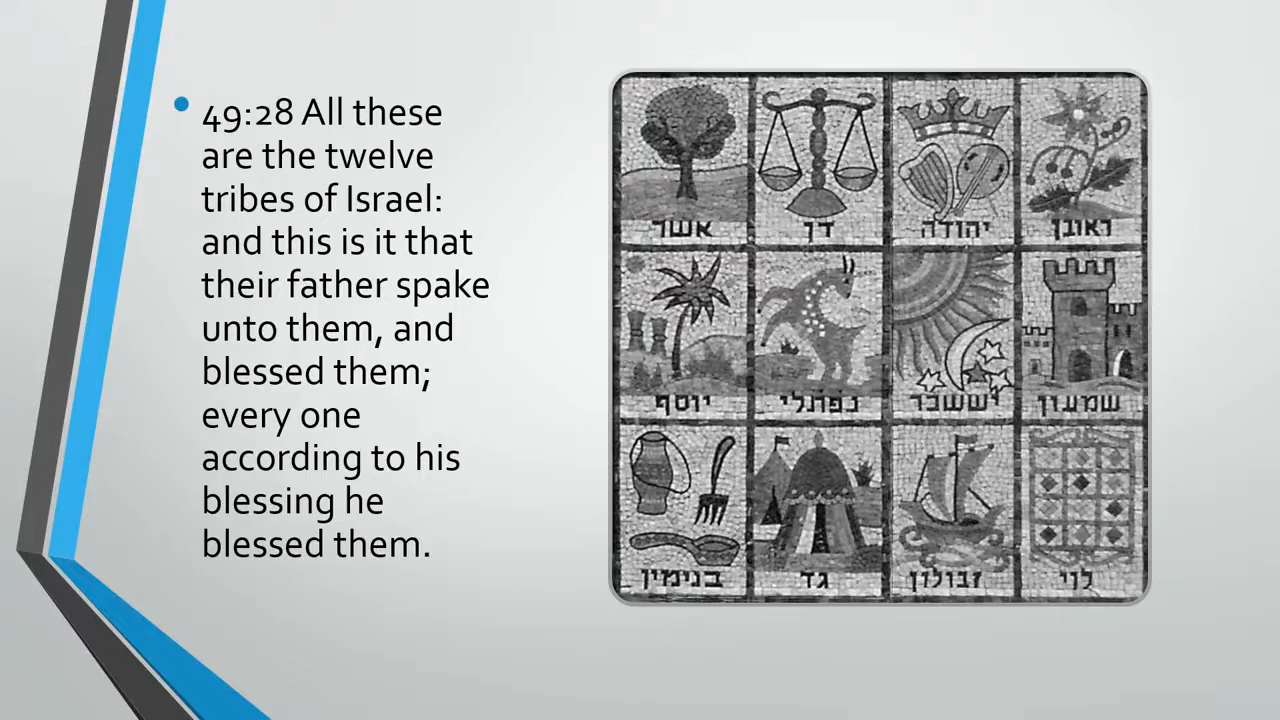 • 49:28 All these
are the twelve
tribes of Israel:
and this is it that
their father spake
unto them, and
blessed them;
every one
according to his
blessing he
blessed them.
ראובן יהודה דן אשר
שמעון יששכר נפתלי יוסף
לוי זבולון גד בנימין